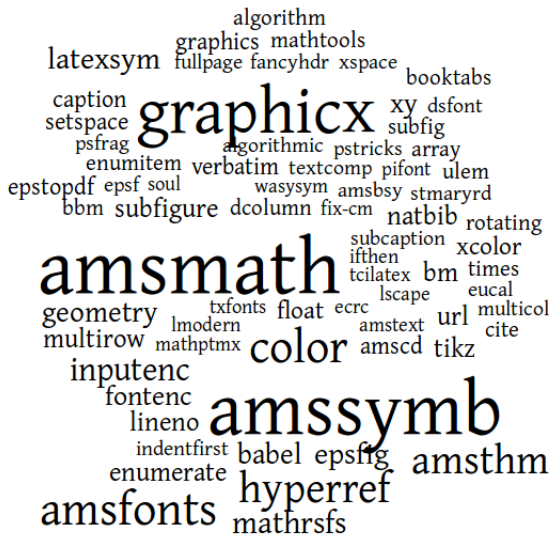 algorithm
graphics mathtools
latexsym fullpage fancyhdr xspace
booktabs
caption graphicx xy dsfont
setspace subfig
psfrag algorithmic pstricks array
enumitem verbatim textcomp pifont ulem
epstopdf epsf soul wasysym amsbsy stmaryrd
bbm subfigure dcolumn fix-cm natbib rotating
subcaption xcolor
amsmath ifthen
tcilatex bm times
lscape eucal
geometry txfonts float ecrc url multicol
multirow lmodern amstext cite
mathptmx color amscd tikz
inputenc
fontenc
lineno amssymb
indentfirst babel epsfig amsthm
enumerate hyperref
amsfonts mathrsfs